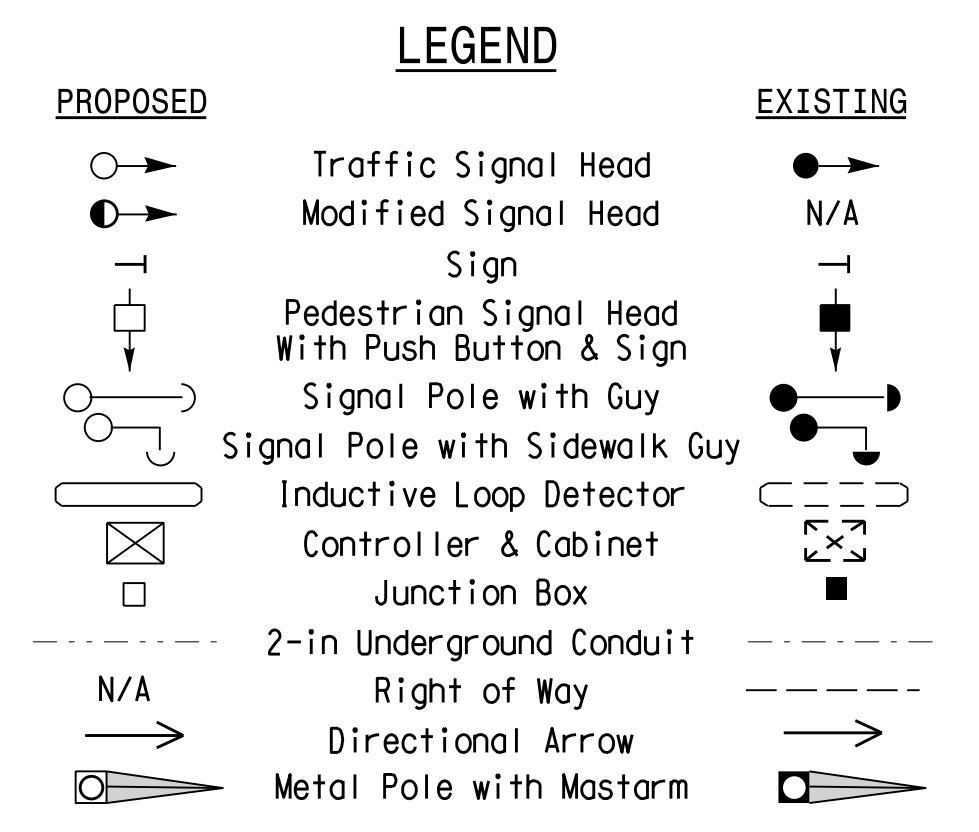 LEGEND
PROPOSED EXISTING
Traffic Signal Head
Modified Signal Head N/A
Sign
Pedestrian Signal Head
With Push Button & Sign
Signal Pole with Guy
Signal Pole with Sidewalk Guy
Inductive Loop Detector
Controller & Cabinet
Junction Box
2-in Underground Conduit
N/A Right of Way
Directional Arrow
Metal Pole with Mastarm